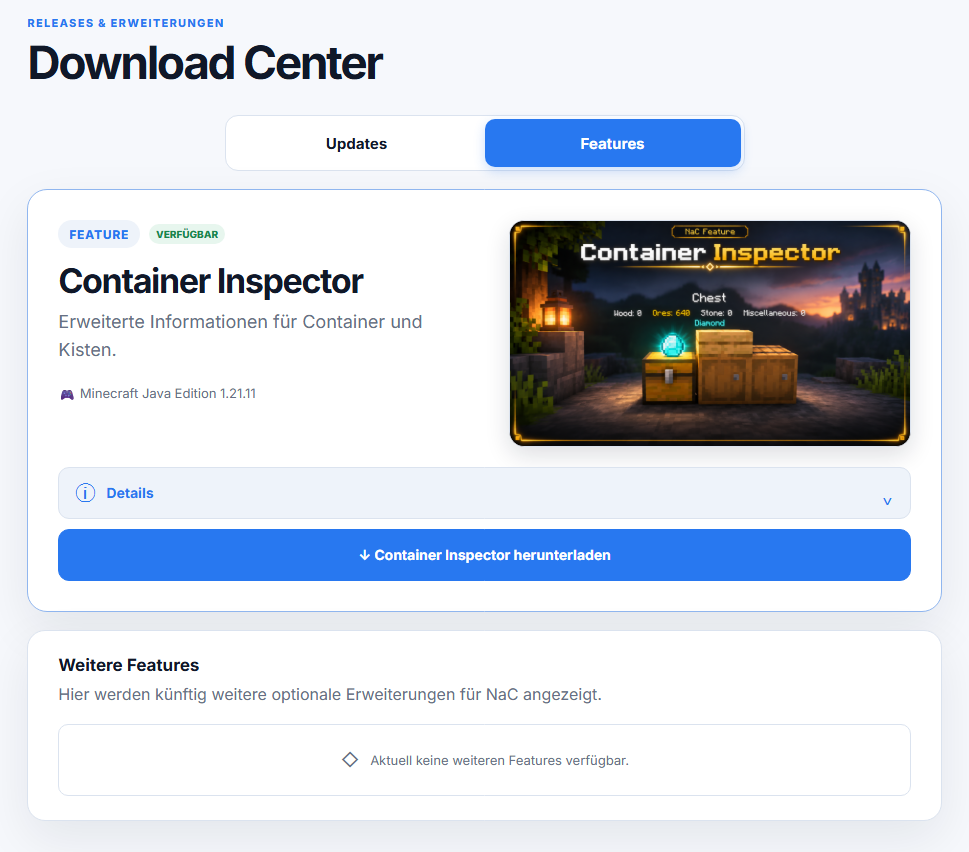 RELEASES & ERWEITERUNGEN
Download Center
Updates
Features
FEATURE
VERFÜGBAR
Container Inspector
Erweiterte Informationen für Container und
Kisten.
Minecraft Java Edition 1.21.11
NaC Feature
Container Inspector
Chest
Wood: 0 Ores: 640 Stone: 0 Miscellaneous: 0
Diamond
Details
↓ Container Inspector herunterladen
Weitere Features
Hier werden künftig weitere optionale Erweiterungen für NaC angezeigt.
Aktuell keine weiteren Features verfügbar.